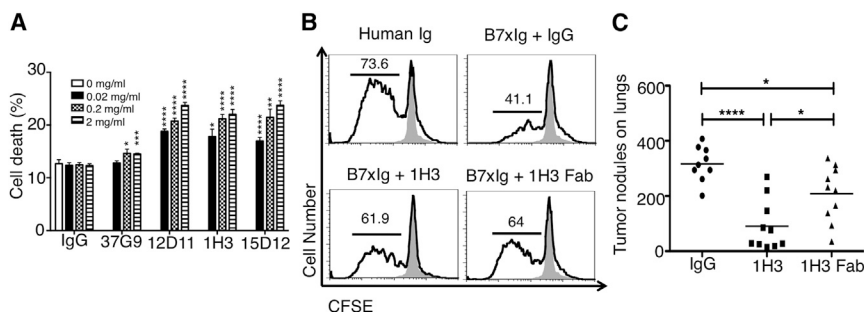 A
Cell death (%)
30
20
10
0
0 mg/ml
0.02 mg/ml
0.2 mg/ml
2 mg/ml
* *** **** **** **** * **** **** **** ** ****
IgG 37G9 12D11 1H3 15D12
B
Human Ig B7xIg + IgG
73.6 41.1
B7xIg + 1H3 B7xIg + 1H3 Fab
61.9 64
Cell Number
CFSE
C
Tumor nodules on lungs
600
400
200
0
*
**** *
IgG 1H3 1H3 Fab